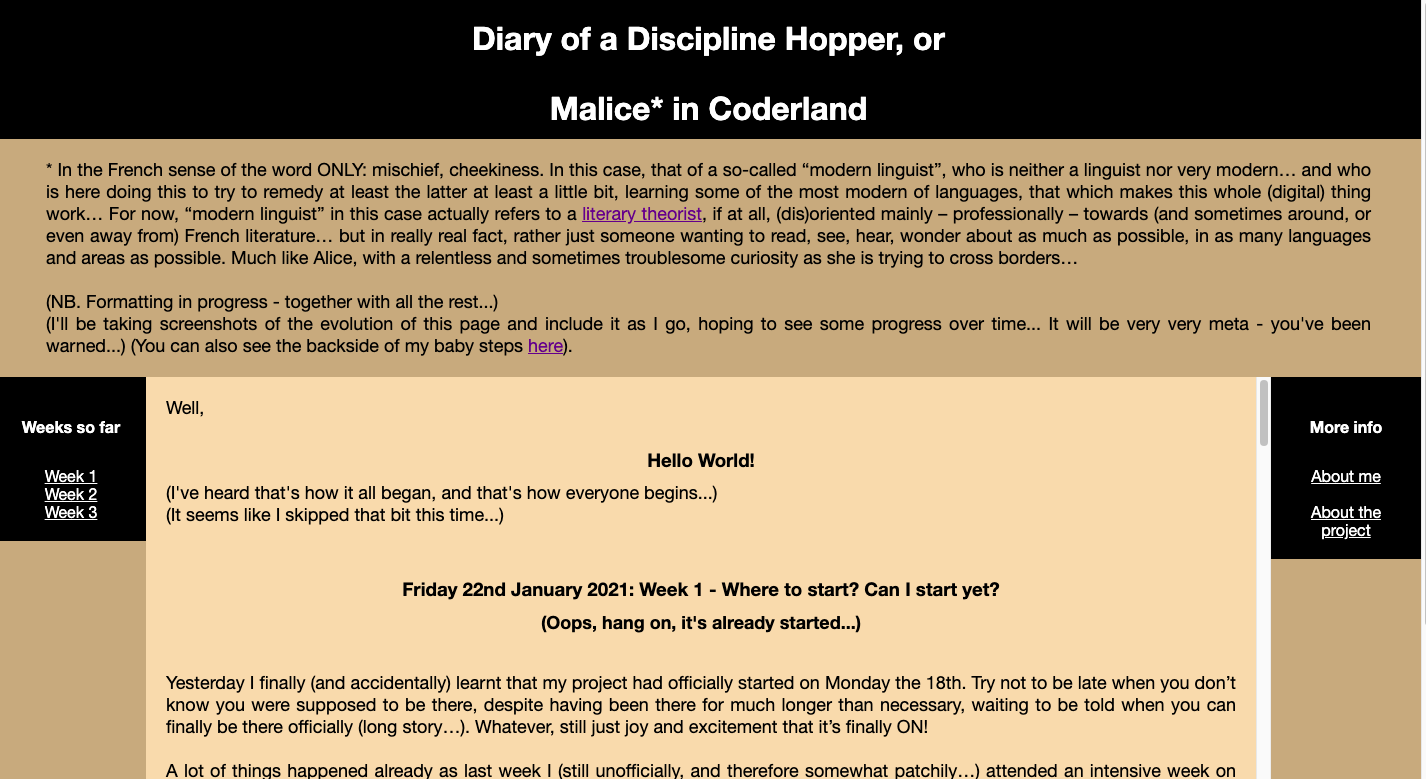 Diary of a Discipline Hopper, or
Malice* in Coderland
* In the French sense of the word ONLY: mischief, cheekiness. In this case, that of a so-called “modern linguist”, who is neither a linguist nor very modern… and who
is here doing this to try to remedy at least the latter at least a little bit, learning some of the most modern of languages, that which makes this whole (digital) thing
work… For now, “modern linguist” in this case actually refers to a literary theorist, if at all, (dis)oriented mainly – professionally – towards (and sometimes around, or
even away from) French literature… but in really real fact, rather just someone wanting to read, see, hear, wonder about as much as possible, in as many languages
and areas as possible. Much like Alice, with a relentless and sometimes troublesome curiosity as she is trying to cross borders…
(NB. Formatting in progress - together with all the rest...)
(I'll be taking screenshots of the evolution of this page and include it as I go, hoping to see some progress over time... It will be very very meta - you've been
warned...) (You can also see the backside of my baby steps here).
Weeks so far
Week 1
Week 2
Week 3
Well,
Hello World!
(I've heard that's how it all began, and that's how everyone begins...)
(It seems like I skipped that bit this time...)
Friday 22nd January 2021: Week 1 - Where to start? Can I start yet?
(Oops, hang on, it's already started...)
Yesterday I finally (and accidentally) learnt that my project had officially started on Monday the 18th. Try not to be late when you don’t
know you were supposed to be there, despite having been there for much longer than necessary, waiting to be told when you can
finally be there officially (long story…). Whatever, still just joy and excitement that it’s finally ON!
A lot of things happened already as last week I (still unofficially, and therefore somewhat patchily…) attended an intensive week on
More info
About me
About the
project